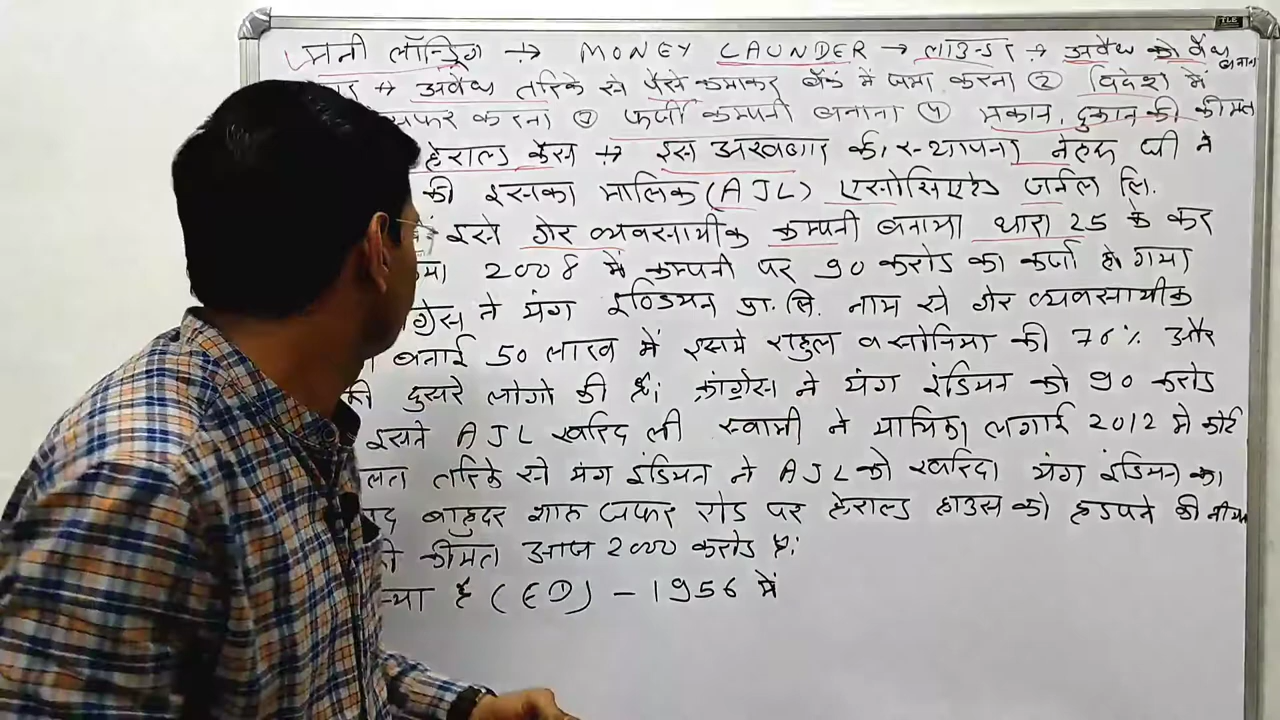 TLE
मनी लॉन्ड्रिंग → MONEY LAUNDER → लाउन्डर → अवैध को वैध बनाना
→ अवैध तरिके से पैसे कमाकर बैंक में जमा करना ② विदेश में
करना ③ फर्जी कम्पनी बनाना ④ मकान, दुकान की कीमत
हेराल्ड केस → इस अखबार की स्थापना नेहरू जी ने
की इसका मालिक (AJL) एसोसिएटेड जर्नल लि.
इसे गेर व्यवसायीक कम्पनी बनाया धारा 25 के कर
2008 में कम्पनी पर 90 करोड का कर्जा हो गया
ने यंग इण्डियन प्रा. लि. नाम से गेर व्यवसायीक
बनाई 50 लाख में इसमे राहुल व सोनिया की 76% और
दुसरे लोगो की है। कांग्रेस ने यंग इंडियन को 90 करोड
इसने AJL खरिद ली स्वामी ने याचिका लगाई 2012 मे कोर्ट
तरिके से यंग इंडियन ने AJL को खरिदा यंग इंडियन का
बाहुदर शाह जफर रोड पर हेराल्ड हाउस को हडपने की
कीमत आज 2000 करोड है।
है (ED) - 1956 में